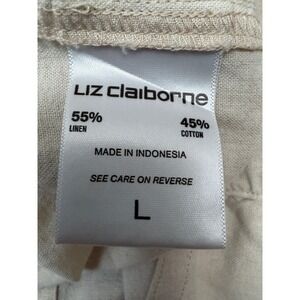 Liz claiborne
55% 45%
LINEN COTTON
MADE IN INDONESIA
SEE CARE ON REVERSE
L